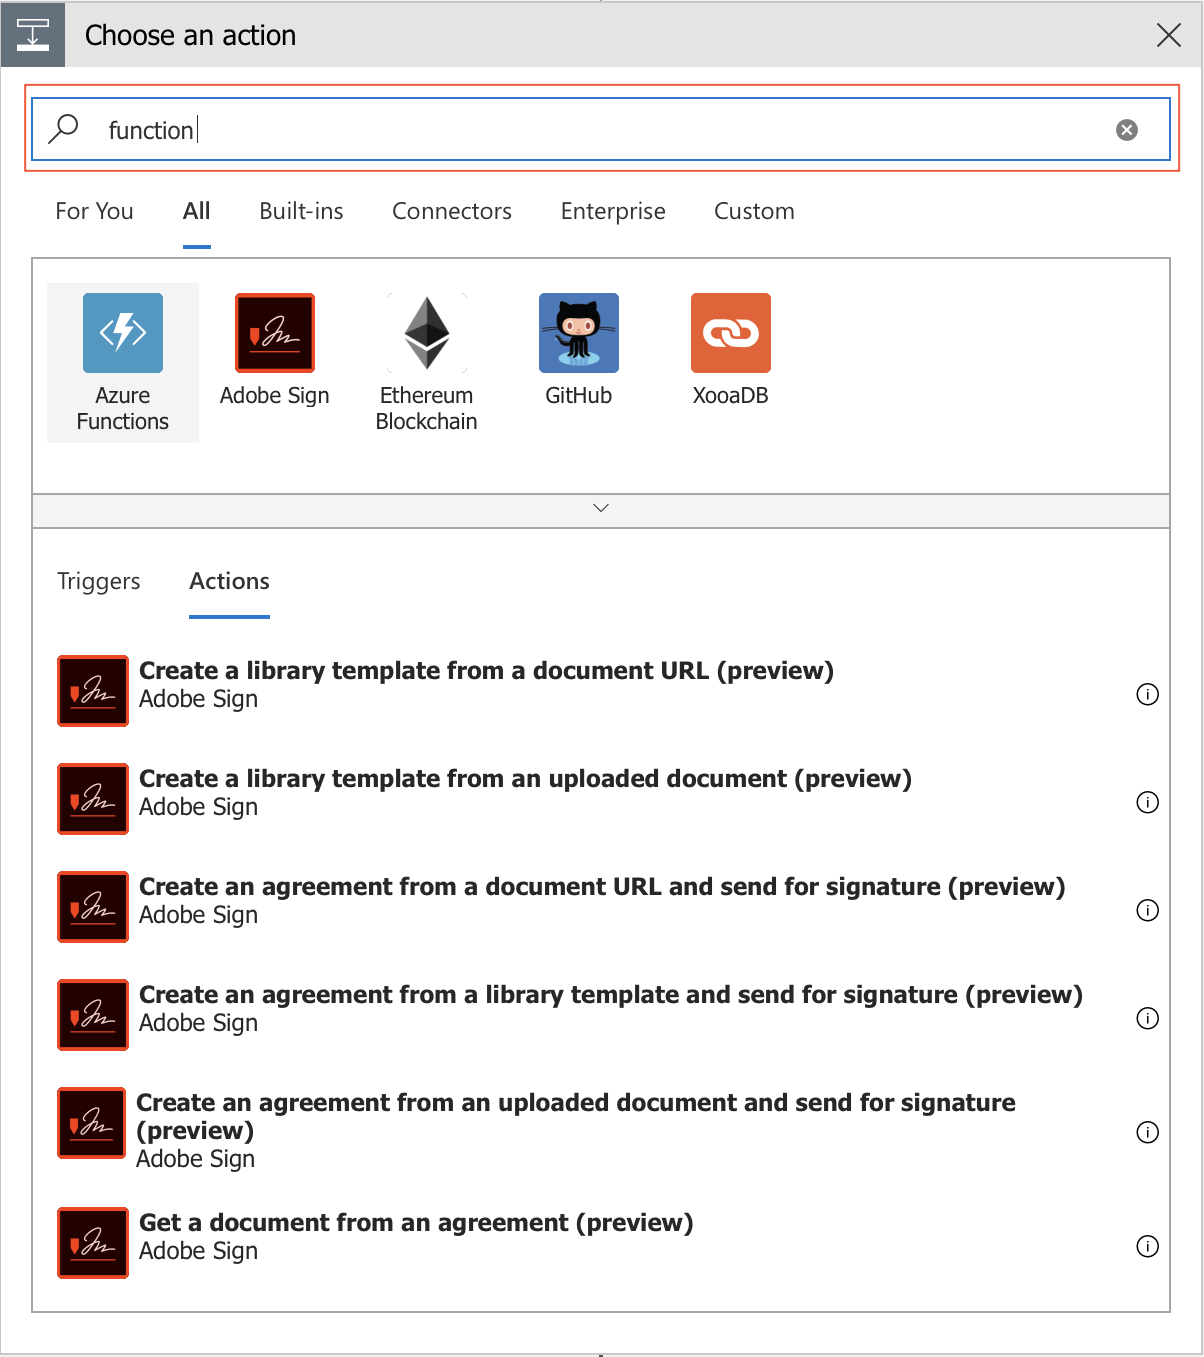 Choose an action
function
For You All Built-ins Connectors Enterprise Custom
Azure Functions
Adobe Sign
Ethereum Blockchain
GitHub
XooaDB
Triggers Actions
Create a library template from a document URL (preview)
Adobe Sign
Create a library template from an uploaded document (preview)
Adobe Sign
Create an agreement from a document URL and send for signature (preview)
Adobe Sign
Create an agreement from a library template and send for signature (preview)
Adobe Sign
Create an agreement from an uploaded document and send for signature
(preview)
Adobe Sign
Get a document from an agreement (preview)
Adobe Sign